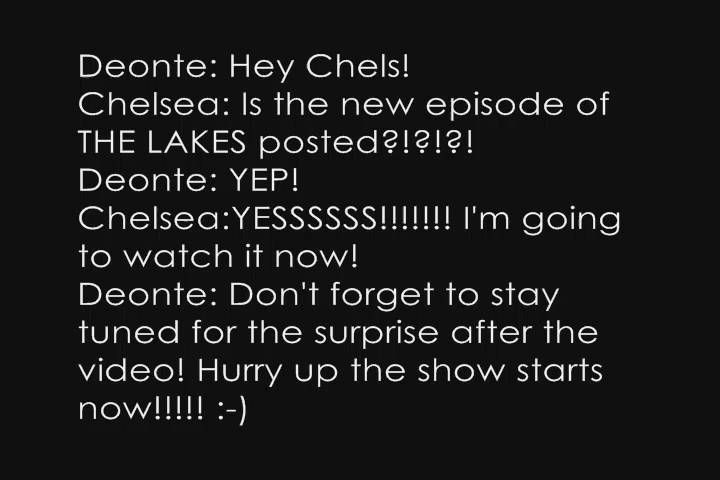 Deonte: Hey Chels!
Chelsea: Is the new episode of
THE LAKES posted?!?!?!
Deonte: YEP!
Chelsea:YESSSSSS!!!!!!! I'm going
to watch it now!
Deonte: Don't forget to stay
tuned for the surprise after the
video! Hurry up the show starts
now!!!!! :-)